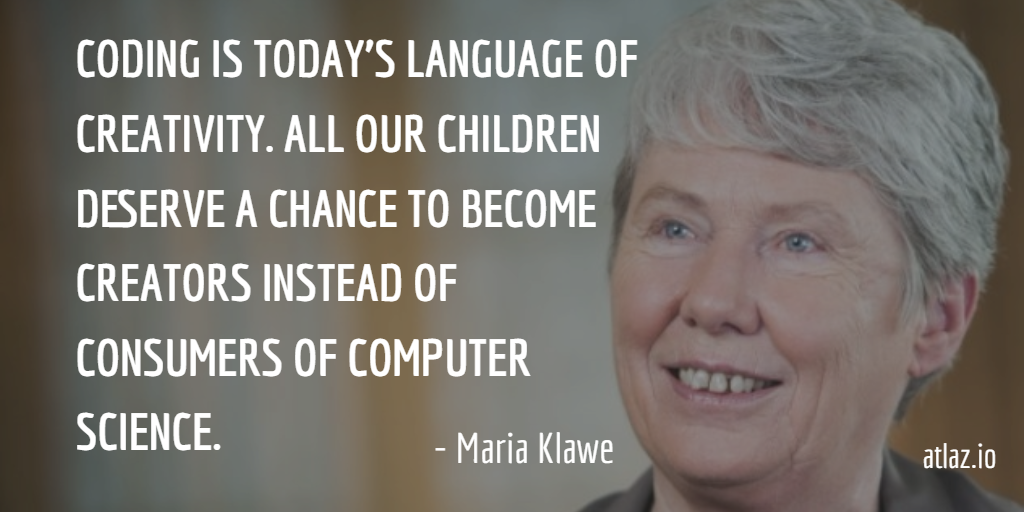 CODING IS TODAY'S LANGUAGE OF
CREATIVITY. ALL OUR CHILDREN
DESERVE A CHANCE TO BECOME
CREATORS INSTEAD OF
CONSUMERS OF COMPUTER
SCIENCE.
- Maria Klawe
atlaz.io